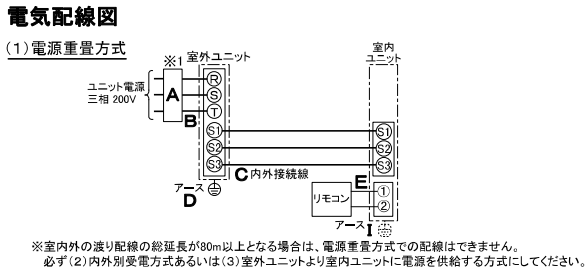 電気配線図
(1)電源重畳方式
※1
室外ユニット
室内
ユニット
ユニット電源
三相 200V
A
B
R
S
T
S1
S2
S3
S1
S2
S3
C 内外接続線
アース
D
E
リモコン
①
②
アース I
※室内外の渡り配線の総延長が80m以上となる場合は、電源重畳方式での配線はできません。
必ず(2)内外別受電方式あるいは(3)室外ユニットより室内ユニットに電源を供給する方式にしてください。